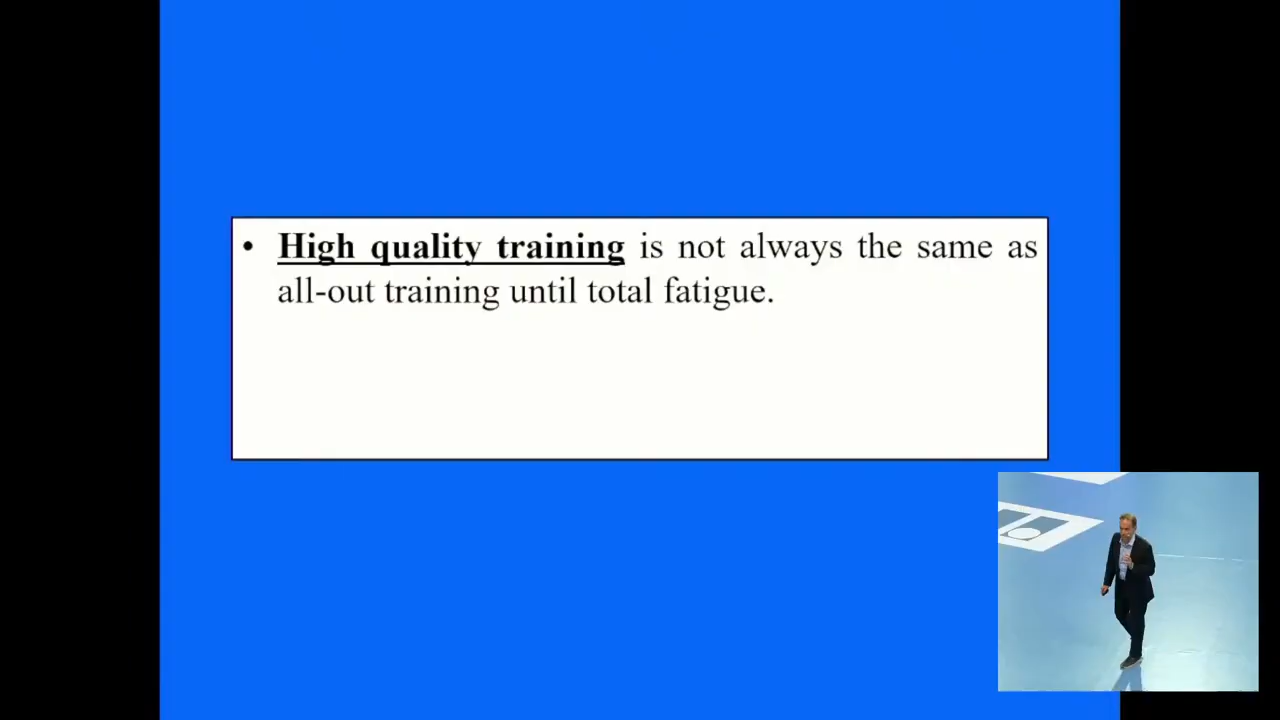 • High quality training is not always the same as
all-out training until total fatigue.